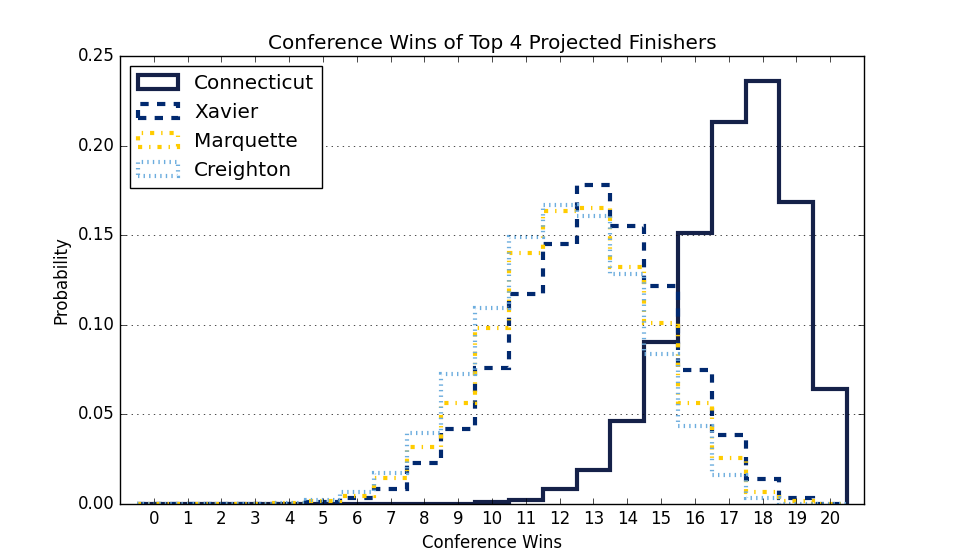 Conference Wins of Top 4 Projected Finishers
Connecticut
Xavier
Marquette
Creighton
Probability
0.25
0.20
0.15
0.10
0.05
0.00
0 1 2 3 4 5 6 7 8 9 10 11 12 13 14 15 16 17 18 19 20
Conference Wins